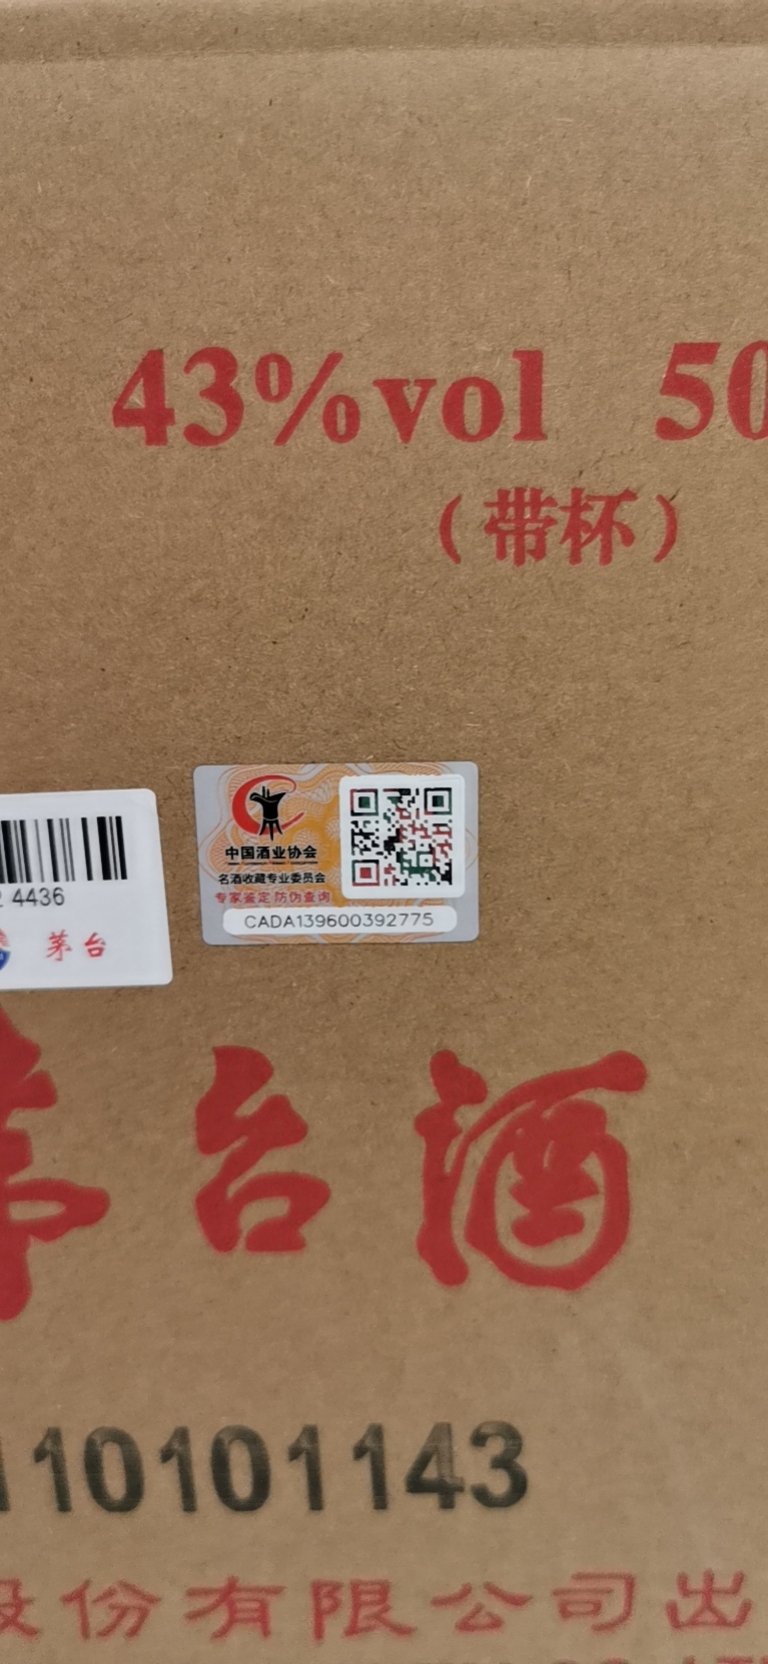 43%vol 50
（带杯）
中国酒业协会
名酒收藏专业委员会
专家鉴定 防伪查询
CADA139600392775
4436
茅台
茅台酒
110101143
股份有限公司出